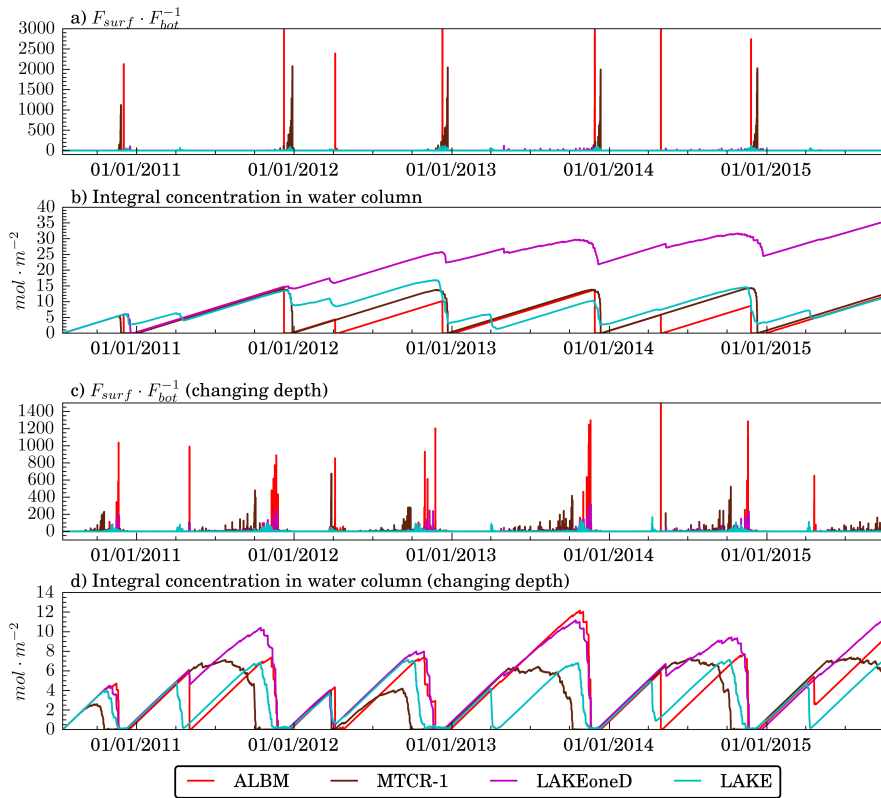 a) F_surf · F_bot^−1
3000
2500
2000
1500
1000
500
0
01/01/2011 01/01/2012 01/01/2013 01/01/2014 01/01/2015
b) Integral concentration in water column
mol · m^−2
40
35
30
25
20
15
10
5
0
01/01/2011 01/01/2012 01/01/2013 01/01/2014 01/01/2015
c) F_surf · F_bot^−1 (changing depth)
1400
1200
1000
800
600
400
200
0
01/01/2011 01/01/2012 01/01/2013 01/01/2014 01/01/2015
d) Integral concentration in water column (changing depth)
mol · m^−2
14
12
10
8
6
4
2
0
01/01/2011 01/01/2012 01/01/2013 01/01/2014 01/01/2015
ALBM MTCR-1 LAKEoneD LAKE